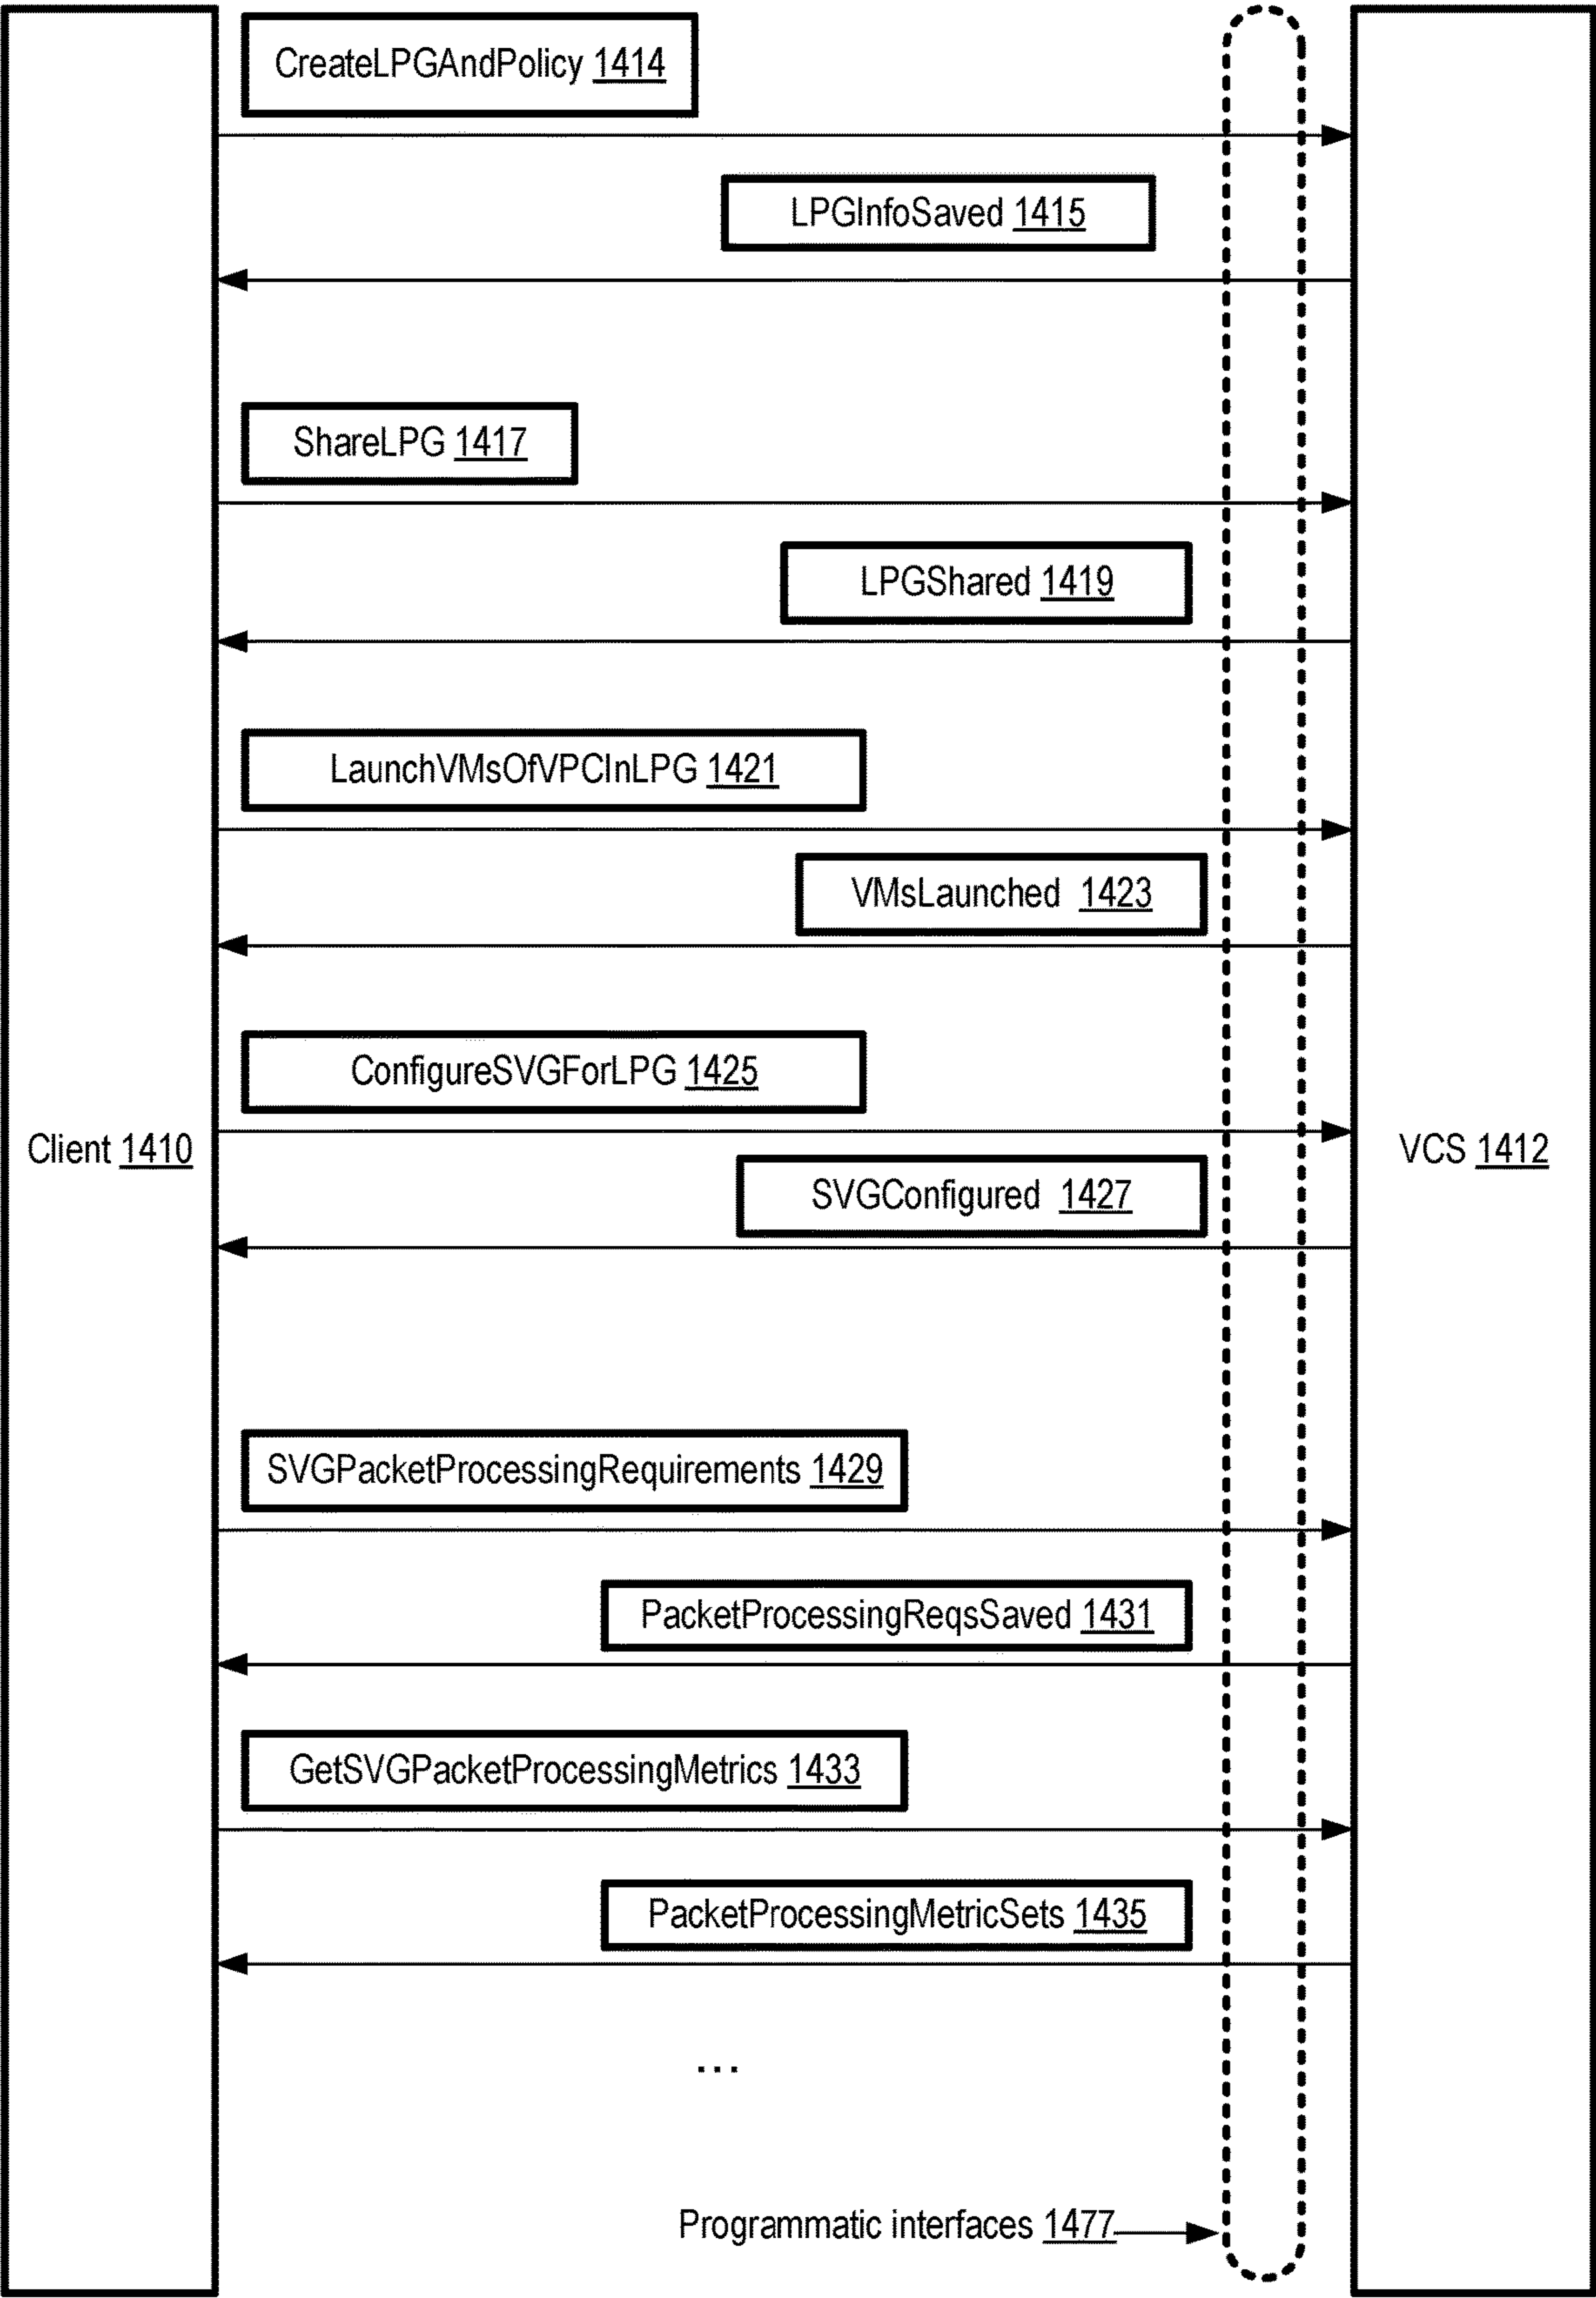 CreateLPGAndPolicy 1414
LPGInfoSaved 1415
ShareLPG 1417
LPGShared 1419
LaunchVMsOfVPCInLPG 1421
VMsLaunched 1423
ConfigureSVGForLPG 1425
Client 1410
VCS 1412
SVGConfigured 1427
SVGPacketProcessingRequirements 1429
PacketProcessingReqsSaved 1431
GetSVGPacketProcessingMetrics 1433
PacketProcessingMetricSets 1435
...
Programmatic interfaces 1477